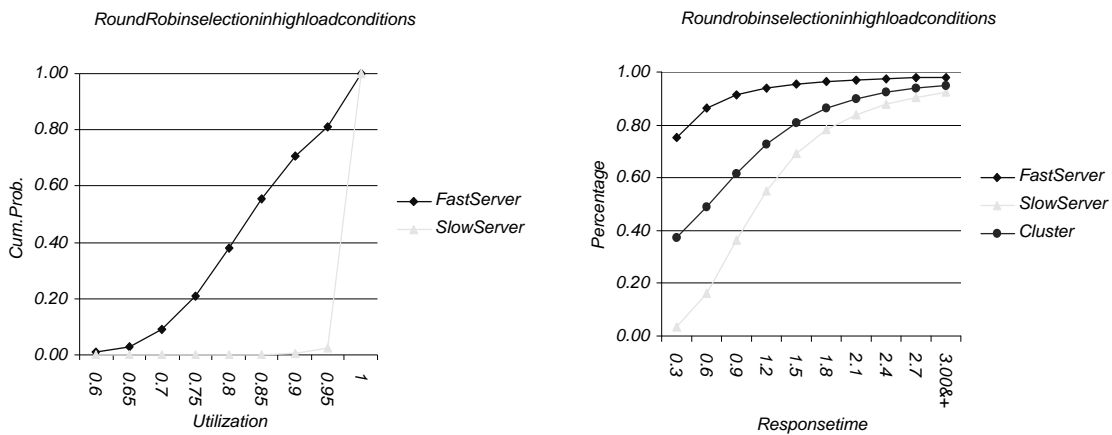 RoundRobinselectioninhighloadconditions
1.00
0.80
0.60
0.40
0.20
0.00
Cum.Prob.
0.6
0.65
0.7
0.75
0.8
0.85
0.9
0.95
1
Utilization
FastServer
SlowServer
Roundrobinselectioninhighloadconditions
1.00
0.80
0.60
0.40
0.20
0.00
Percentage
0.3
0.6
0.9
1.2
1.5
1.8
2.1
2.4
2.7
3.00&+
Responsetime
FastServer
SlowServer
Cluster